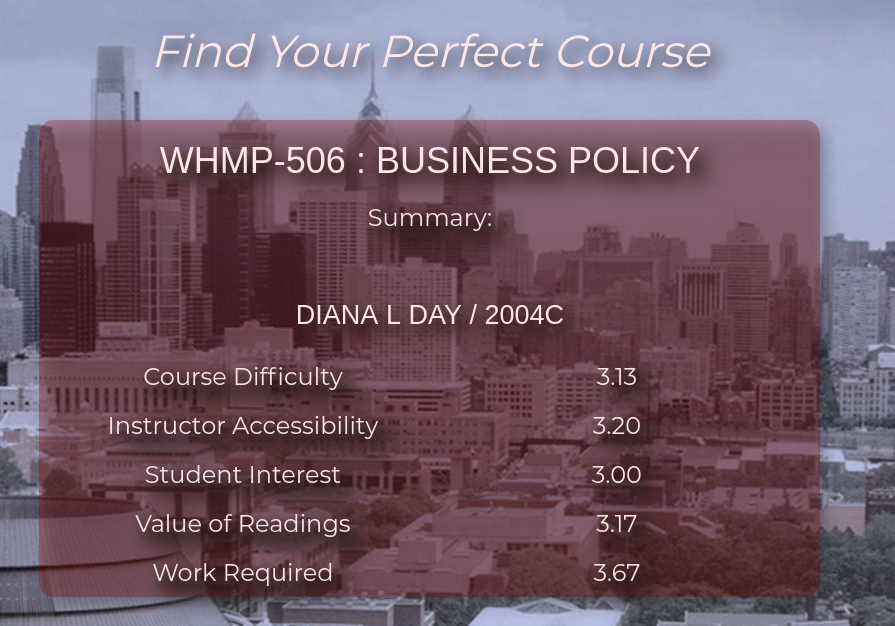 Find Your Perfect Course
WHMP-506 : BUSINESS POLICY
Summary:
DIANA L DAY / 2004C
Course Difficulty 3.13
Instructor Accessibility 3.20
Student Interest 3.00
Value of Readings 3.17
Work Required 3.67